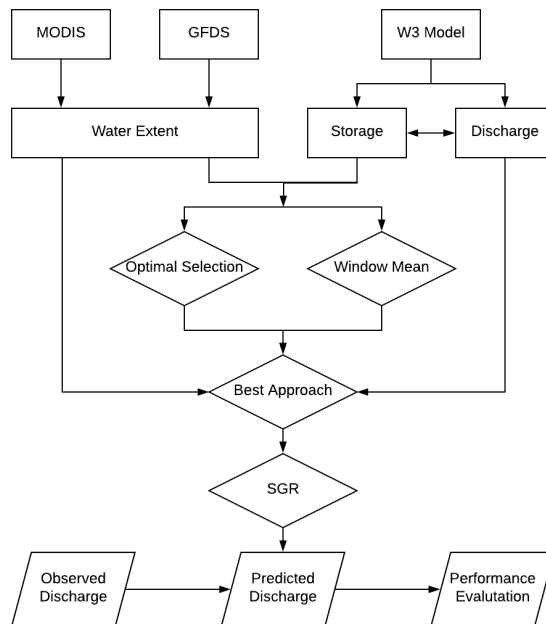 MODIS
GFDS
W3 Model
Water Extent
Storage
Discharge
Optimal Selection
Window Mean
Best Approach
SGR
Observed
Discharge
Predicted
Discharge
Performance
Evalutation